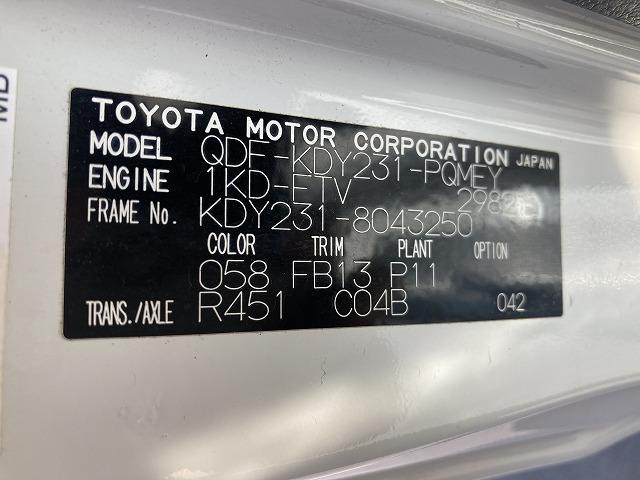 TOYOTA MOTOR CORPORATION JAPAN
MODEL QDF-KDY231-PQMEY
ENGINE 1KD-FTV
FRAME No. KDY231-8043250
COLOR TRIM PLANT OPTION
058 FB13 P11
TRANS./AXLE R451 C04B 042
MD